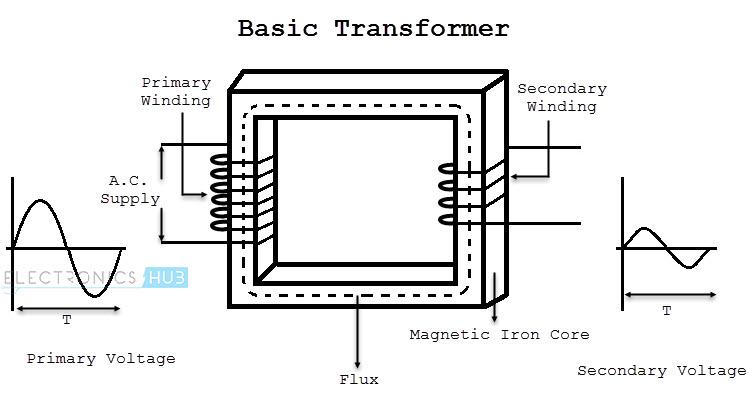 Basic Transformer
Primary
Winding
Secondary
Winding
A.C.
Supply
ELECTRONICS HUB
T
T
Magnetic Iron Core
Primary Voltage
Flux
Secondary Voltage